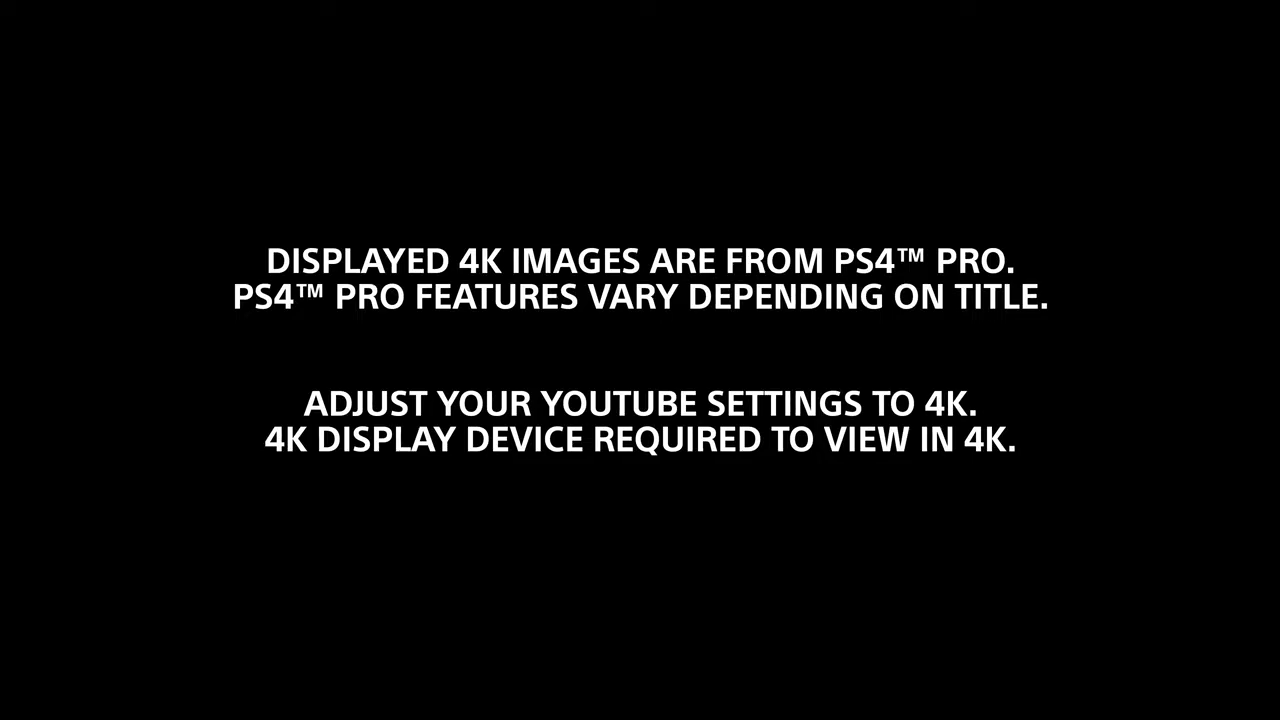 DISPLAYED 4K IMAGES ARE FROM PS4™ PRO.
PS4™ PRO FEATURES VARY DEPENDING ON TITLE.
ADJUST YOUR YOUTUBE SETTINGS TO 4K.
4K DISPLAY DEVICE REQUIRED TO VIEW IN 4K.